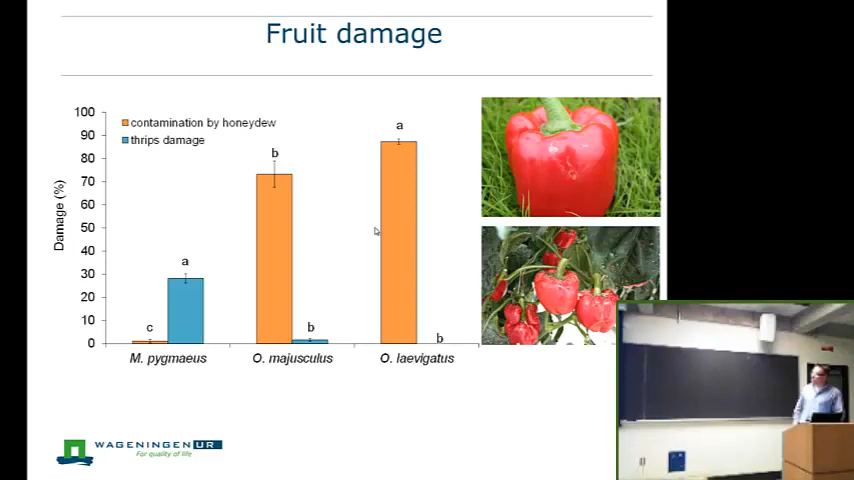 Fruit damage
100
90
80
70
60
50
40
30
20
10
0
Damage (%)
contamination by honeydew
thrips damage
c
a
b
b
a
b
M. pygmaeus
O. majusculus
O. laevigatus
WAGENINGEN UR
For quality of life